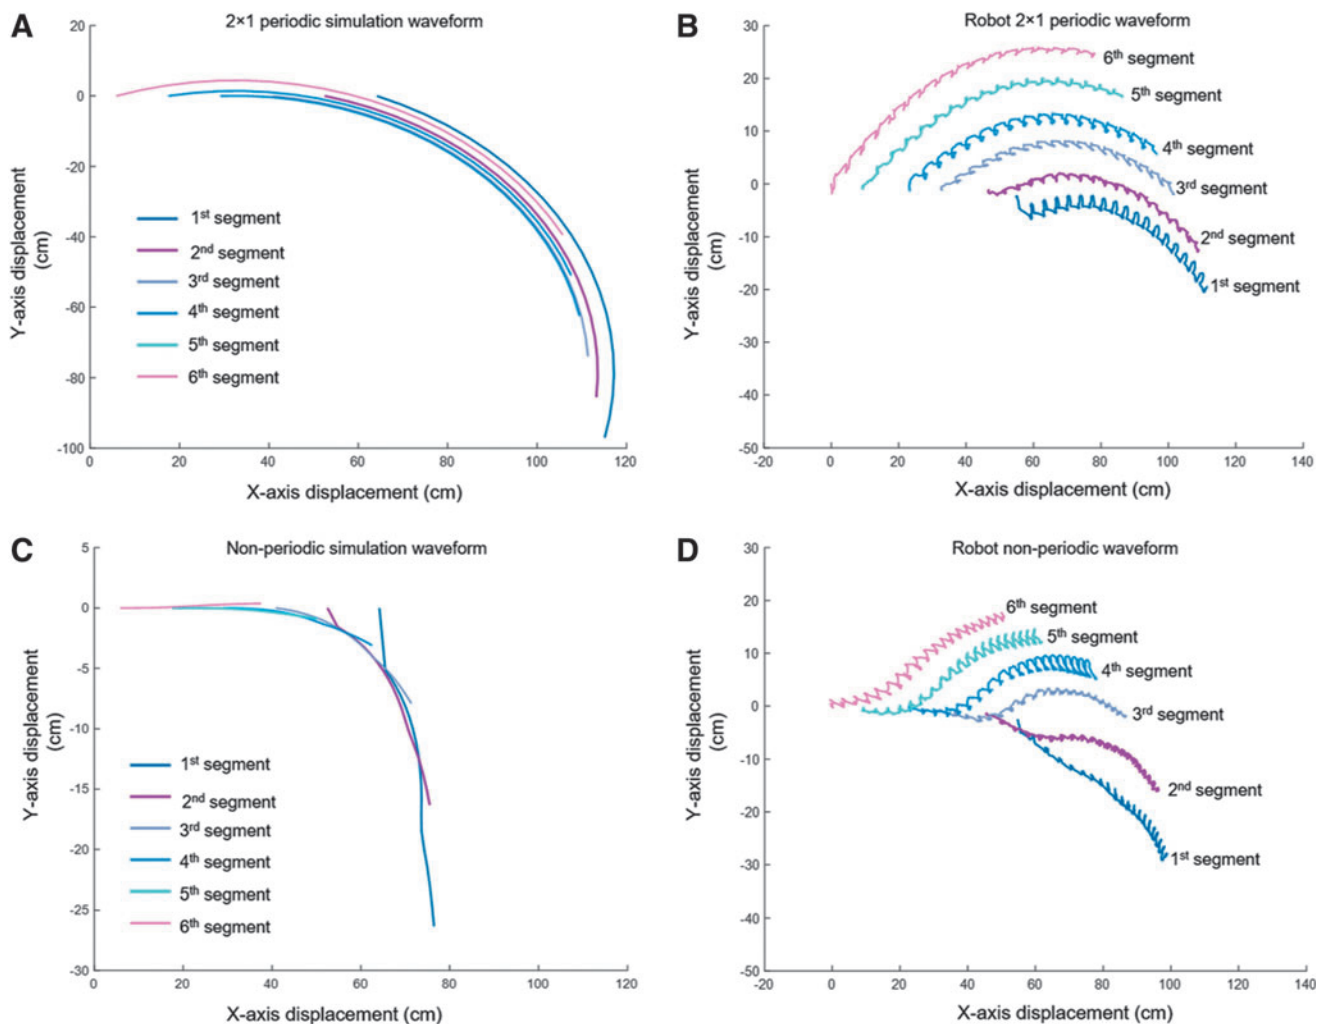 A
2×1 periodic simulation waveform
20
0
-20
-40
-60
-80
-100
Y-axis displacement
(cm)
1st segment
2nd segment
3rd segment
4th segment
5th segment
6th segment
0 20 40 60 80 100 120
X-axis displacement (cm)
B
Robot 2×1 periodic waveform
30
20
10
0
-10
-20
-30
-40
-50
Y-axis displacement
(cm)
6th segment
5th segment
4th segment
3rd segment
2nd segment
1st segment
-20 0 20 40 60 80 100 120 140
X-axis displacement (cm)
C
Non-periodic simulation waveform
5
0
-5
-10
-15
-20
-25
-30
Y-axis displacement
(cm)
1st segment
2nd segment
3rd segment
4th segment
5th segment
6th segment
0 20 40 60 80 100 120
X-axis displacement (cm)
D
Robot non-periodic waveform
30
20
10
0
-10
-20
-30
-40
-50
Y-axis displacement
(cm)
6th segment
5th segment
4th segment
3rd segment
2nd segment
1st segment
-20 0 20 40 60 80 100 120 140
X-axis displacement (cm)